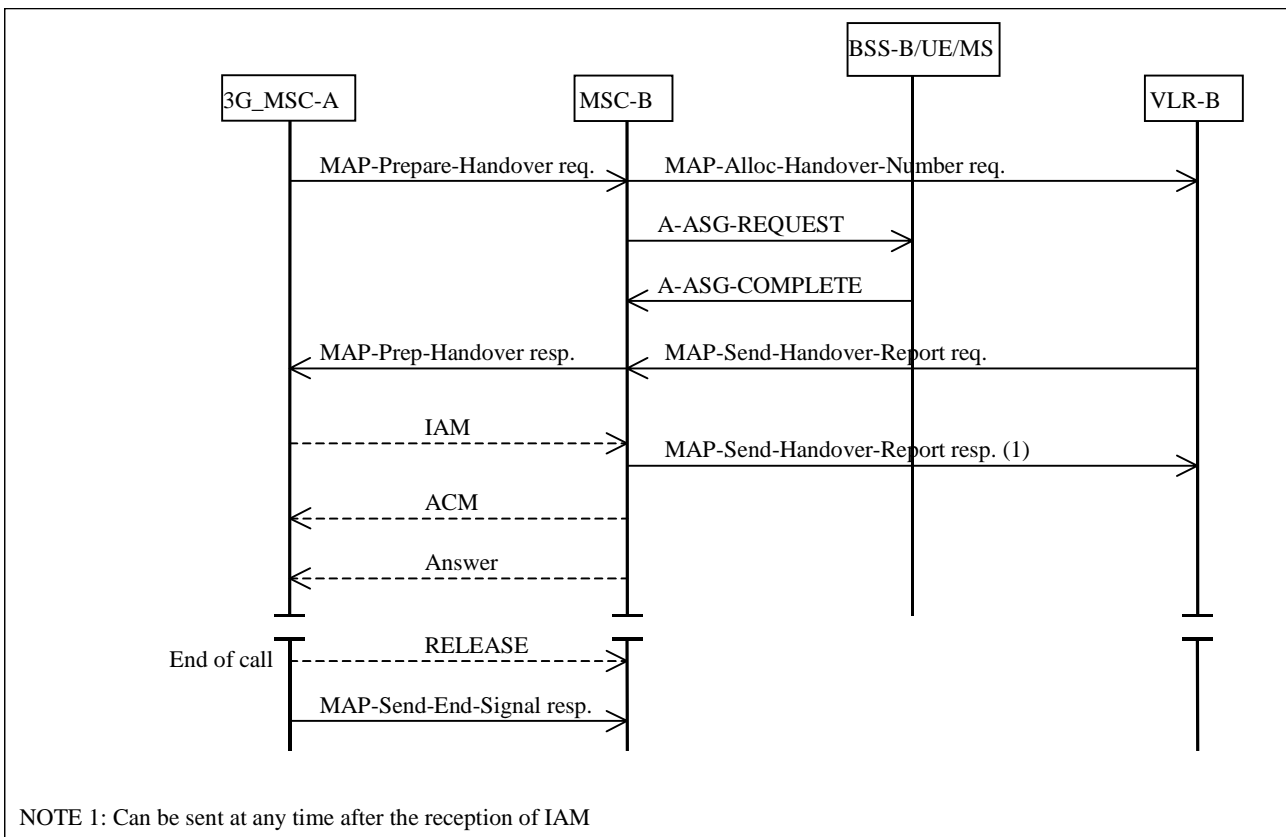 BSS-B/UE/MS
3G_MSC-A
MSC-B
VLR-B
MAP-Prepare-Handover req.
MAP-Alloc-Handover-Number req.
A-ASG-REQUEST
A-ASG-COMPLETE
MAP-Prep-Handover resp.
MAP-Send-Handover-Report req.
IAM
MAP-Send-Handover-Report resp. (1)
ACM
Answer
RELEASE
End of call
MAP-Send-End-Signal resp.
NOTE 1: Can be sent at any time after the reception of IAM